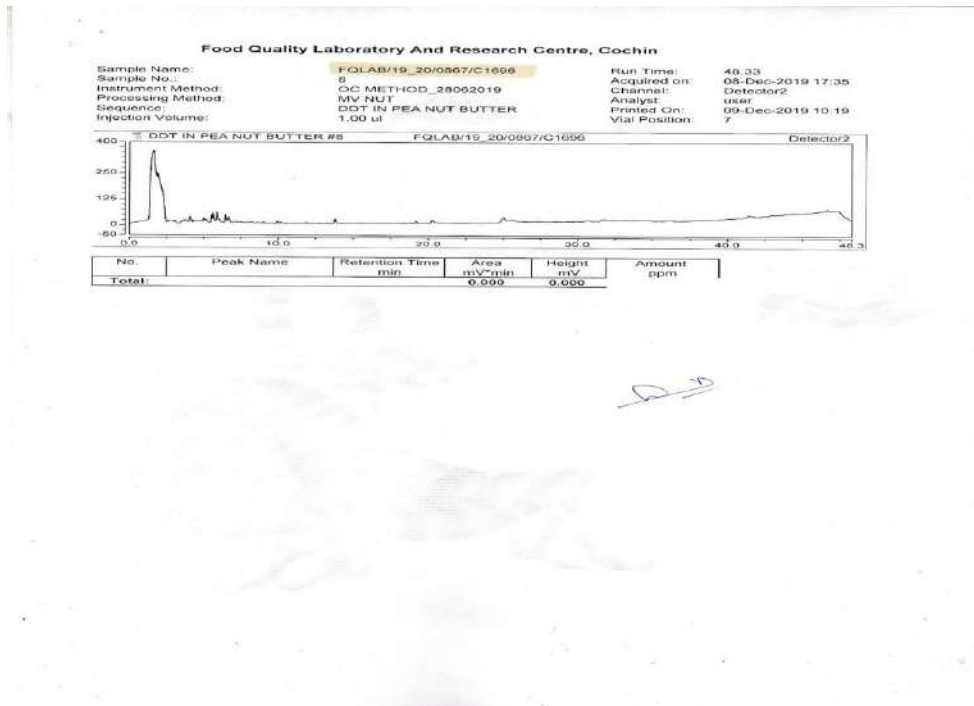 Food Quality Laboratory And Research Centre, Cochin
Sample Name: FQLAB/19_20/0867/C1696 Run Time: 48.33
Sample No.: 8 Acquired on: 08-Dec-2019 17:35
Instrument Method: OC METHOD_28062019 Channel: Detector2
Processing Method: MV NUT Analyst: user
Sequence: DDT IN PEA NUT BUTTER Printed On: 09-Dec-2019 10:19
Injection Volume: 1.00 ul Vial Position: 7
DDT IN PEA NUT BUTTER #8 FQLAB/19_20/0867/C1696 Detector2
400
250
125
0
-50
0.0 10.0 20.0 30.0 40.0 48.3
No. Peak Name Retention Time Area Height Amount
min mV*min mV ppm
Total: 0.000 0.000